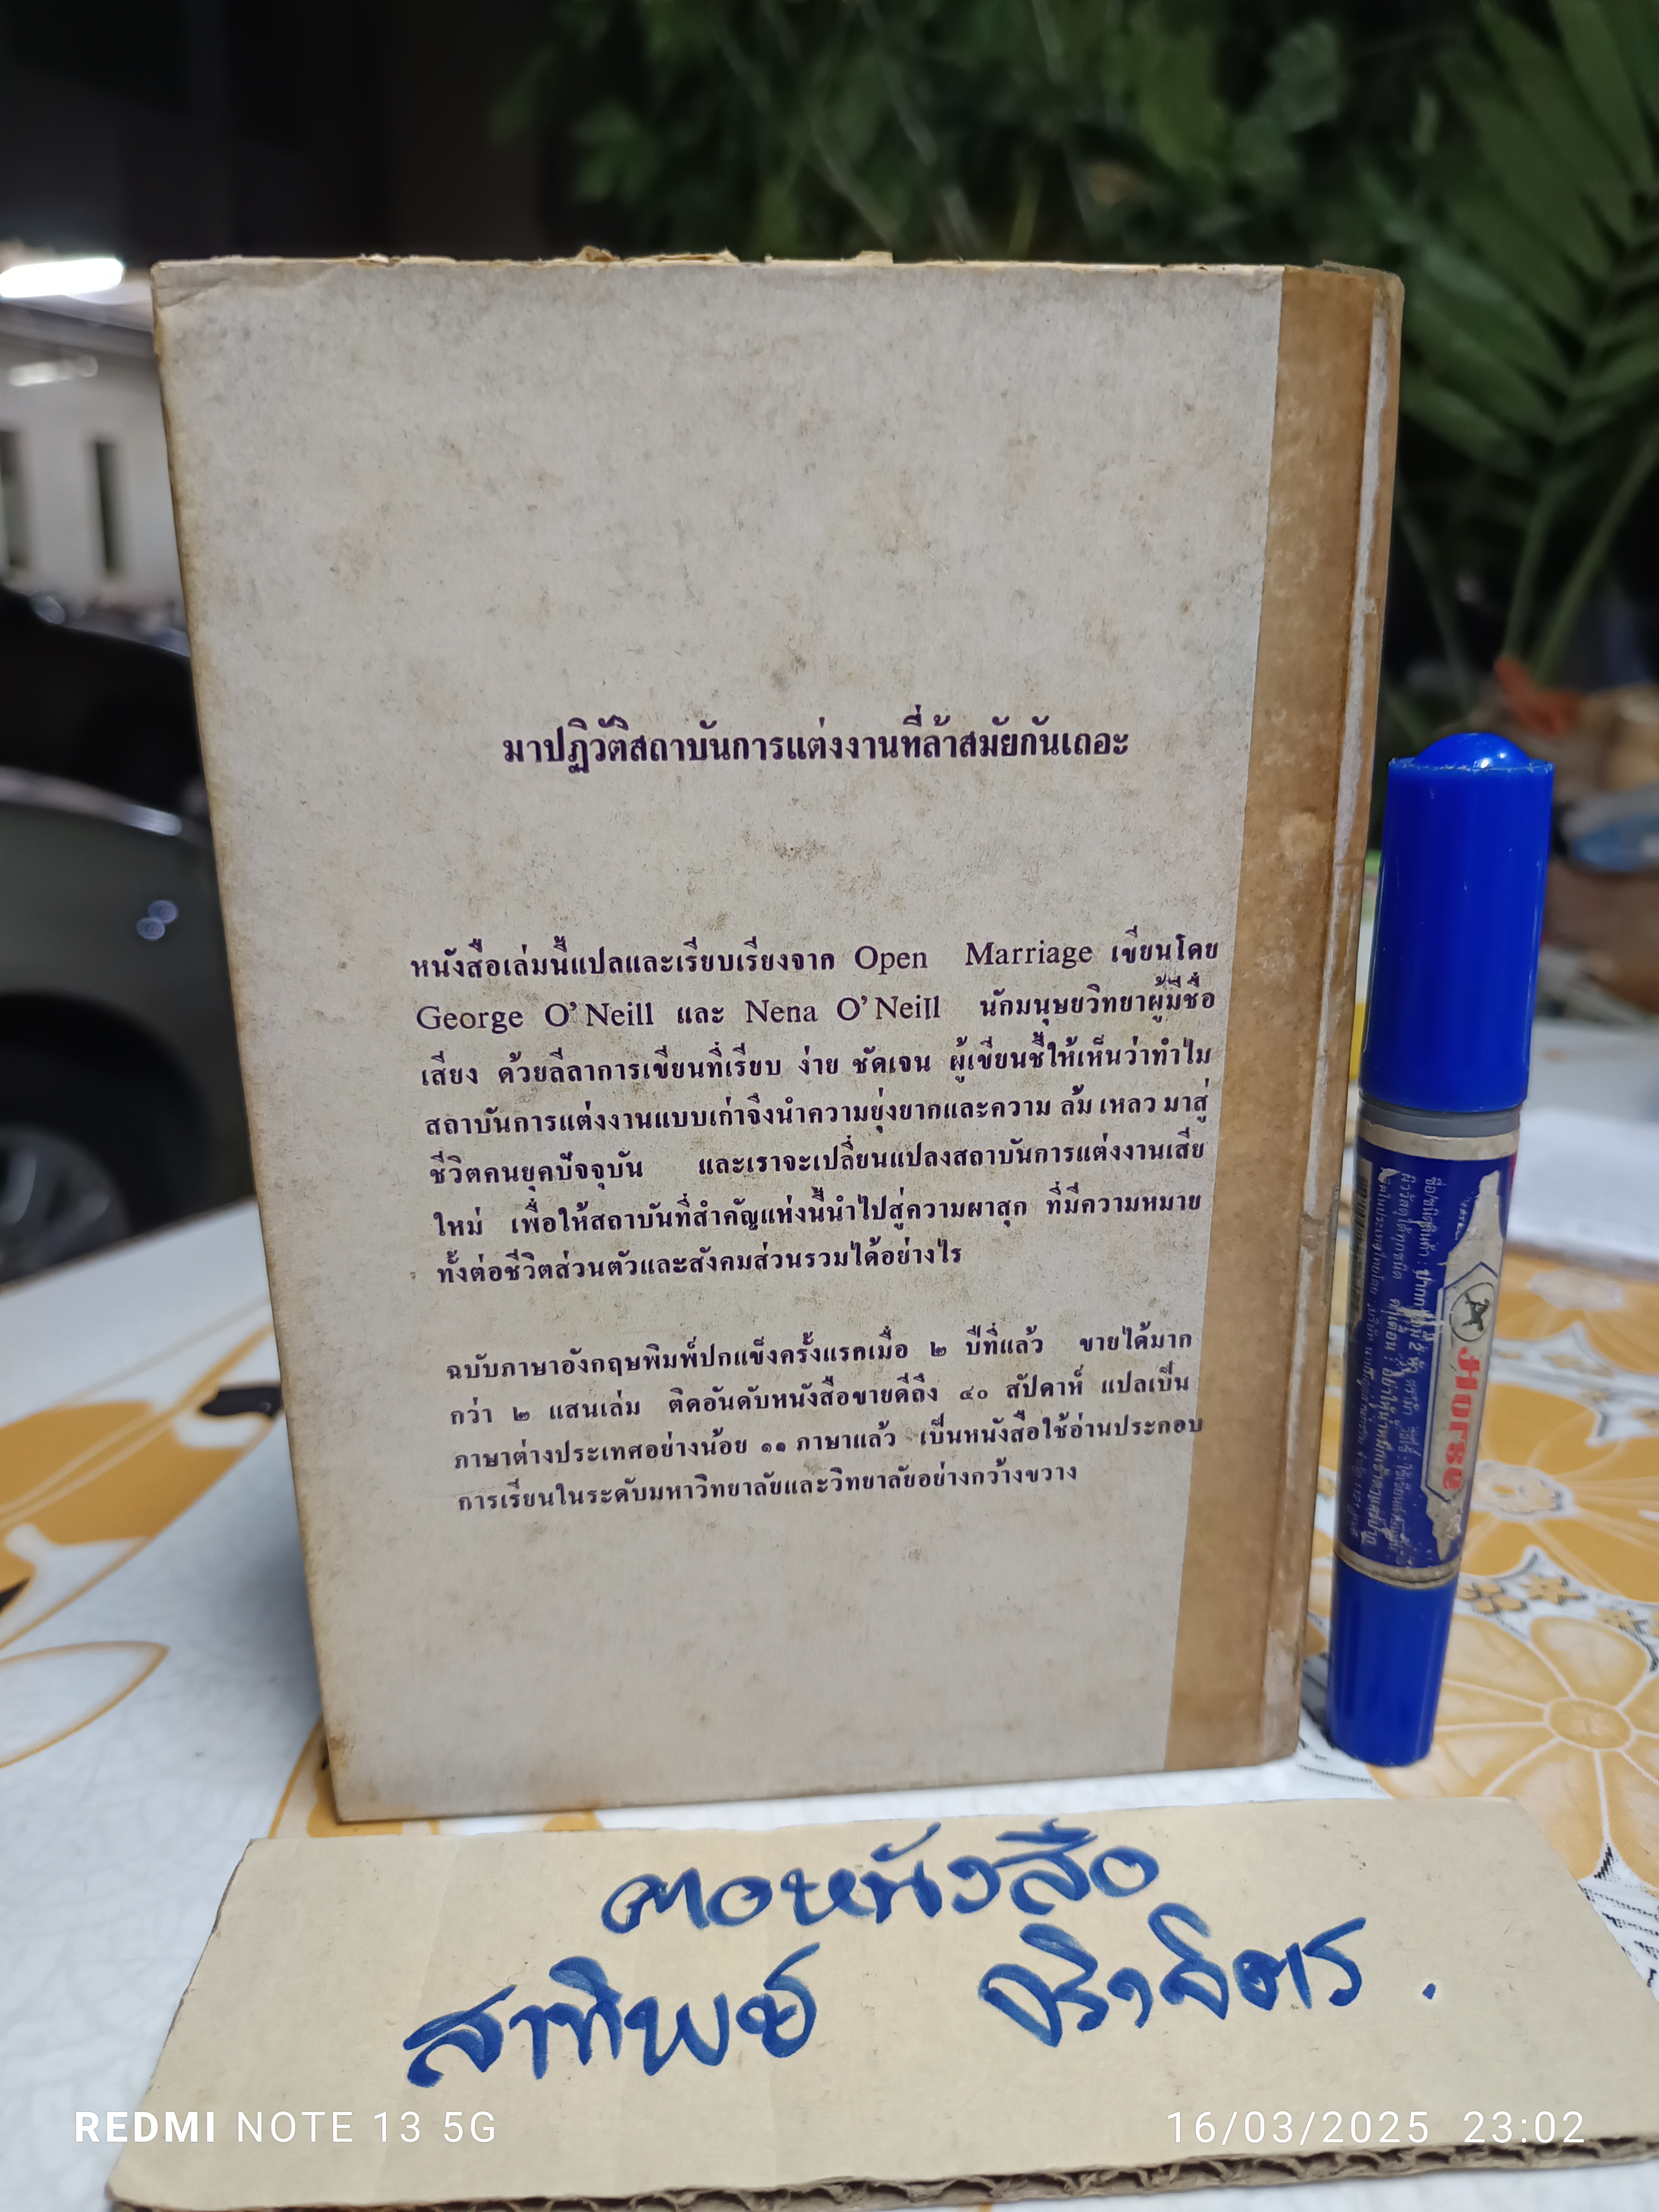 มาปฏิวัติสถาบันการแต่งงานที่ล้าสมัยกันเถอะ
หนังสือเล่มนี้แปลและเรียบเรียงจาก Open Marriage เขียนโดย
George O'Neill และ Nena O'Neill นักมนุษยวิทยาผู้มีชื่อ
เสียง ด้วยลีลาการเขียนที่เรียบ ง่าย ชัดเจน ผู้เขียนชี้ให้เห็นว่าทำไม
สถาบันการแต่งงานแบบเก่าจึงนำความยุ่งยากและความ ล้ม เหลว มาสู่
ชีวิตคนยุคปัจจุบัน และเราจะเปลี่ยนแปลงสถาบันการแต่งงานเสีย
ใหม่ เพื่อให้สถาบันที่สำคัญแห่งนี้นำไปสู่ความผาสุก ที่มีความหมาย
ทั้งต่อชีวิตส่วนตัวและสังคมส่วนรวมได้อย่างไร
ฉบับภาษาอังกฤษพิมพ์ปกแข็งครั้งแรกเมื่อ ๒ ปีที่แล้ว ขายได้มาก
กว่า ๒ แสนเล่ม ติดอันดับหนังสือขายดีถึง ๔๐ สัปดาห์ แปลเป็น
ภาษาต่างประเทศอย่างน้อย ๑๑ ภาษาแล้ว เป็นหนังสือใช้อ่านประกอบ
การเรียนในระดับมหาวิทยาลัยและวิทยาลัยอย่างกว้างขวาง
Horse
คอหนังสือ
สาทิพย์ จริงจิตร.
REDMI NOTE 13 5G
16/03/2025 23:02